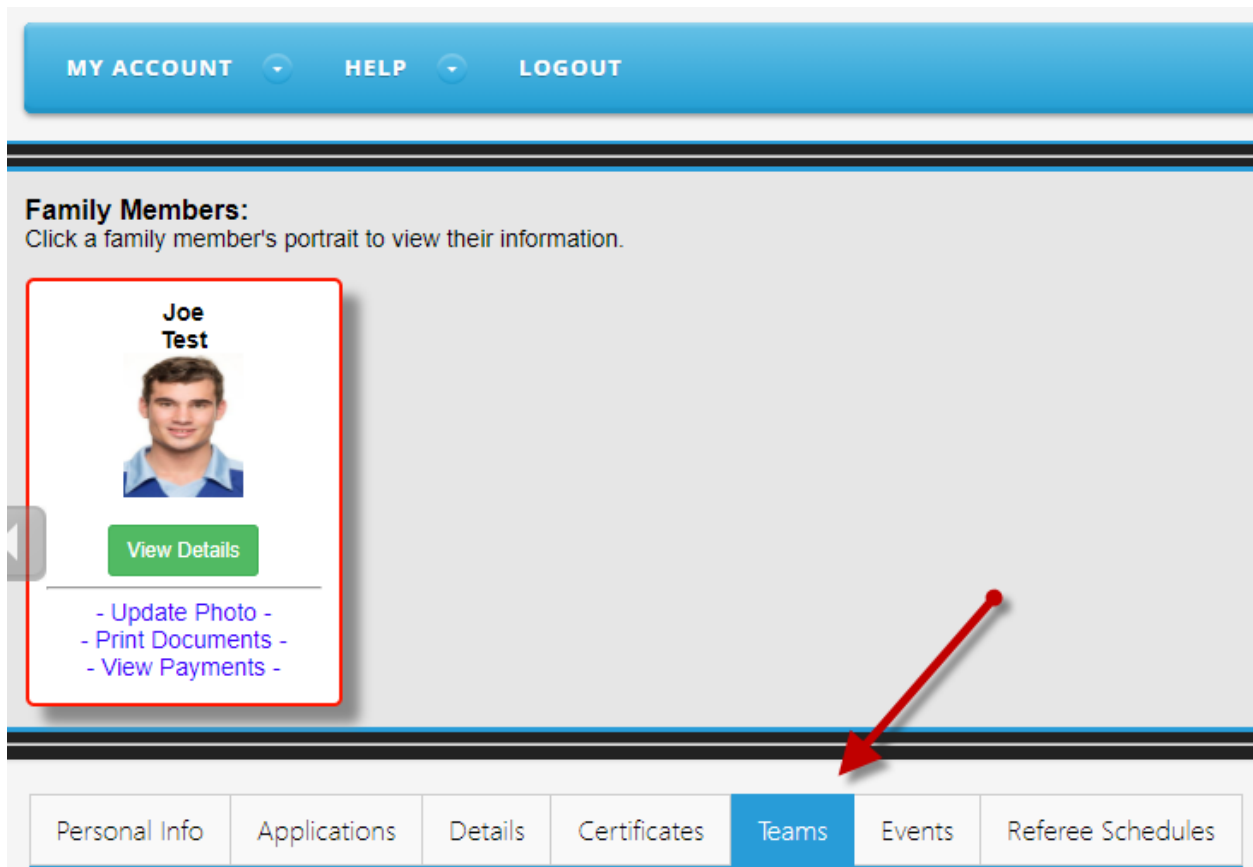 MY ACCOUNT HELP LOGOUT
Family Members:
Click a family member's portrait to view their information.
Joe
Test
View Details
- Update Photo -
- Print Documents -
- View Payments -
Personal Info Applications Details Certificates Teams Events Referee Schedules